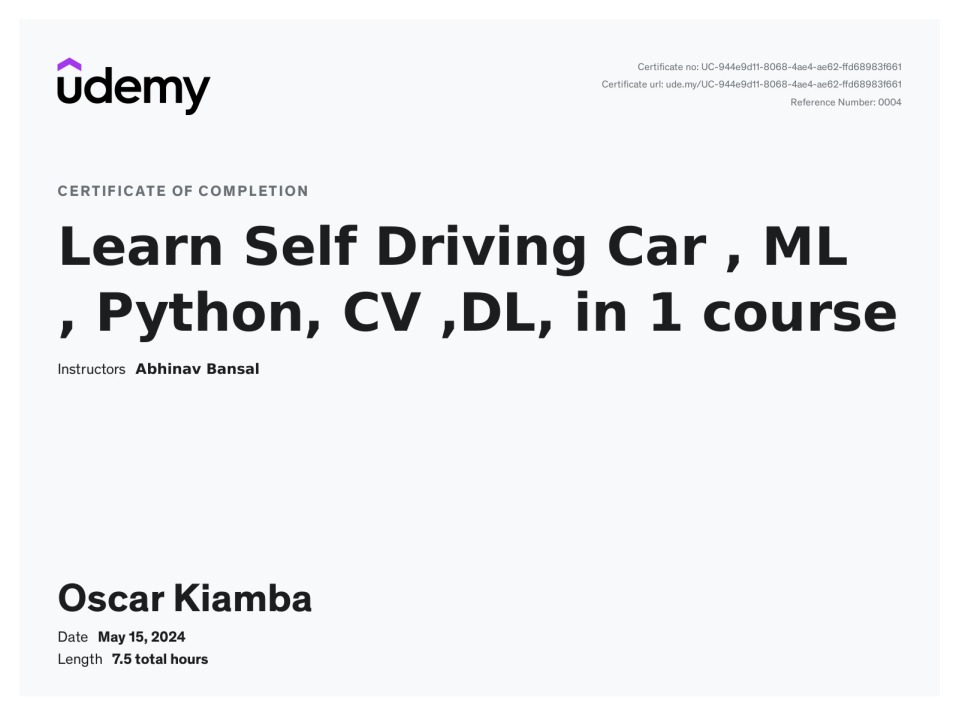 udemy
Certificate no: UC-944e9d11-8068-4ae4-ae62-ffd68983f661
Certificate url: ude.my/UC-944e9d11-8068-4ae4-ae62-ffd68983f661
Reference Number: 0004
CERTIFICATE OF COMPLETION
Learn Self Driving Car , ML
, Python, CV ,DL, in 1 course
Instructors Abhinav Bansal
Oscar Kiamba
Date May 15, 2024
Length 7.5 total hours